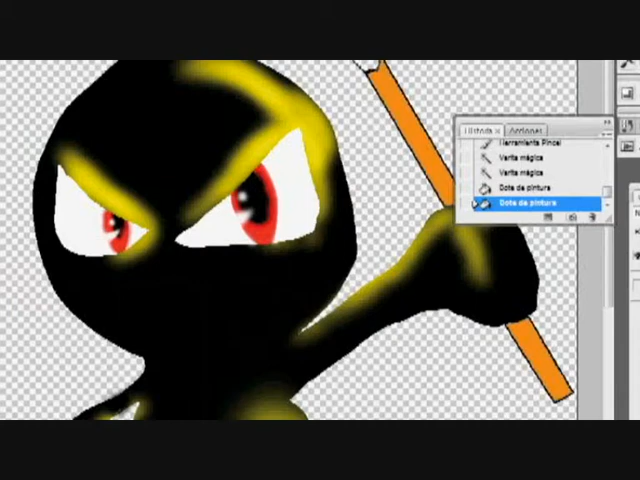 Historia × Acciones
Herramienta Pincel
Varita mágica
Varita mágica
Bote de pintura
Bote de pintura